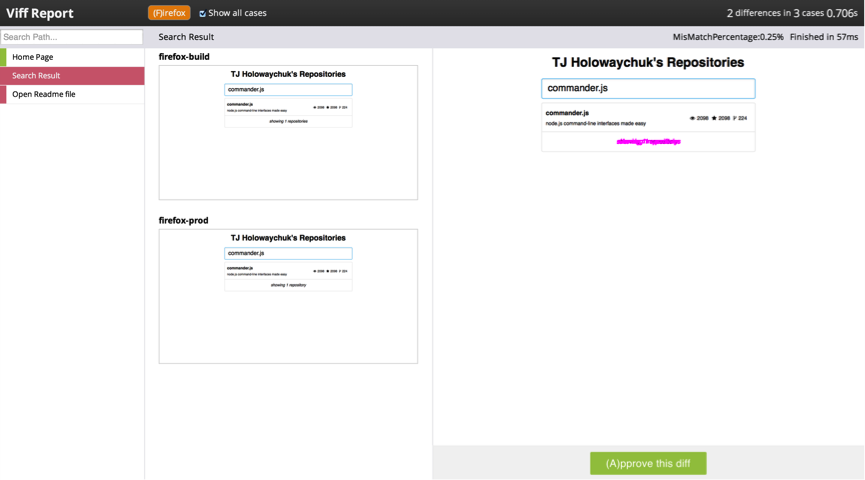 Viff Report
(F)irefox
Show all cases
2 differences in 3 cases 0.706s
Search Path...
Search Result
MisMatchPercentage:0.25% Finished in 57ms
Home Page
Search Result
Open Readme file
firefox-build
TJ Holowaychuk's Repositories
commander.js
commander.js
2098 2098 224
node.js command-line interfaces made easy
showing 1 repositories
firefox-prod
TJ Holowaychuk's Repositories
commander.js
commander.js
2098 2098 224
node.js command-line interfaces made easy
showing 1 repository
TJ Holowaychuk's Repositories
commander.js
commander.js
2098 2098 224
node.js command-line interfaces made easy
(A)pprove this diff